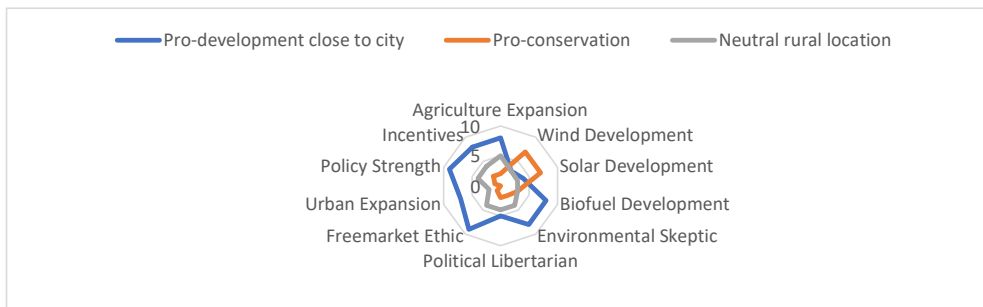 Pro-development close to city Pro-conservation Neutral rural location
Agriculture Expansion
10 Incentives Wind Development
5 Policy Strength Solar Development
0
Urban Expansion Biofuel Development
Freemarket Ethic Environmental Skeptic
Political Libertarian